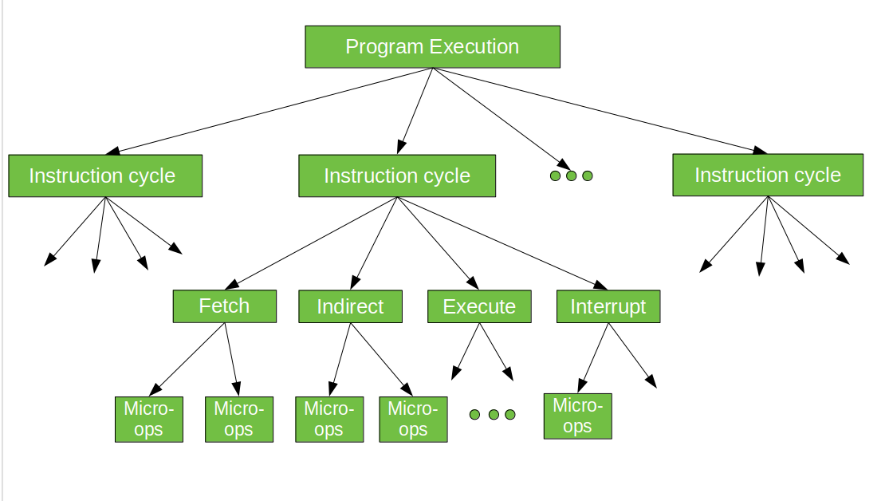 Program Execution
Instruction cycle
Instruction cycle
Instruction cycle
Fetch
Indirect
Execute
Interrupt
Micro-
ops
Micro-
ops
Micro-
ops
Micro-
ops
Micro-
ops